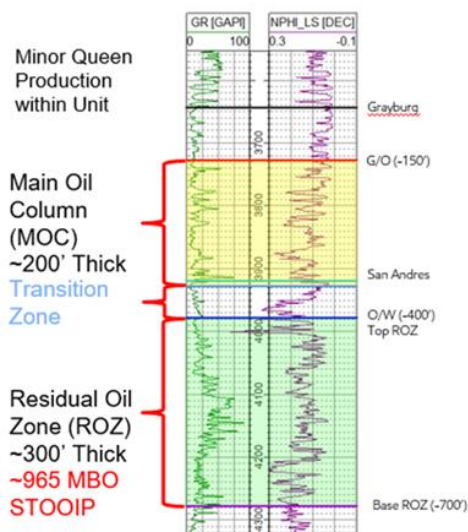 GR [GAPI]
0 100
NPHI_LS [DEC]
0.3 -0.1
Minor Queen
Production
within Unit
Grayburg
3700
G/O (-150')
Main Oil
Column
(MOC)
~200' Thick
3800
Transition
Zone
3900
San Andres
O/W (-400')
4000
Top ROZ
Residual Oil
Zone (ROZ)
~300' Thick
~965 MBO
STOOIP
4100
4200
Base ROZ (-700')
4300